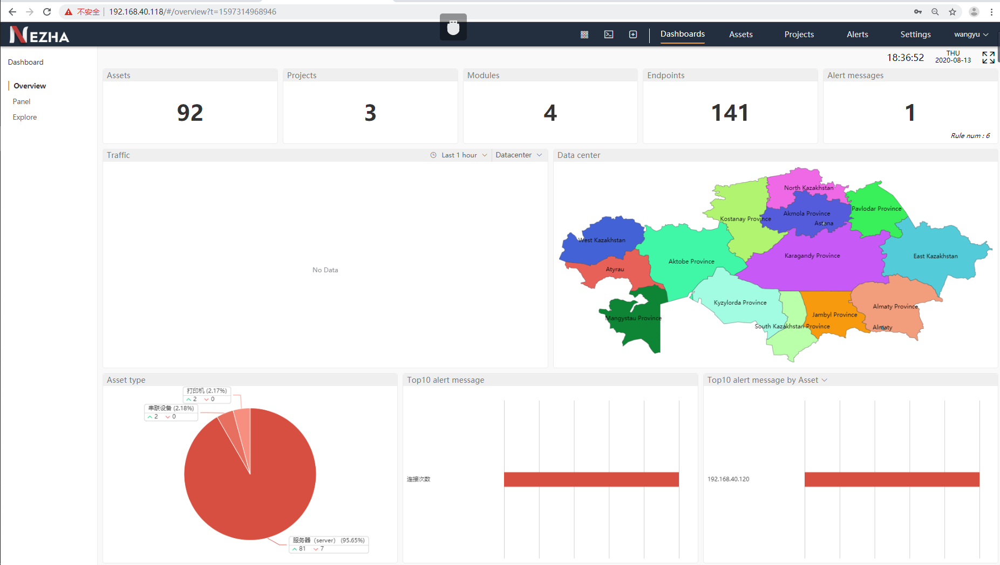 不安全 192.168.40.118/#/overview?t=1597314968946
NEZHA
Dashboards Assets Projects Alerts Settings wangyu
Dashboard
Overview
Panel
Explore
18:36:52
THU
2020-08-13
Assets
92
Projects
3
Modules
4
Endpoints
141
Alert messages
1
Rule num : 6
Traffic Last 1 hour Datacenter
No Data
Data center
North Kazakhstan
Pavlodar Province
Akmola Province
Kostanay Province
Astana
West Kazakhstan
Karagandy Province
East Kazakhstan
Aktobe Province
Atyrau
Kyzylorda Province
Almaty Province
Jambyl Province
Mangystau Province
South Kazakhstan Province
Almaty
Asset type
打印机 (2.17%)
2 0
串联设备 (2.18%)
2 0
服务器（server） (95.65%)
81 7
Top10 alert message
连接次数
Top10 alert message by Asset
192.168.40.120